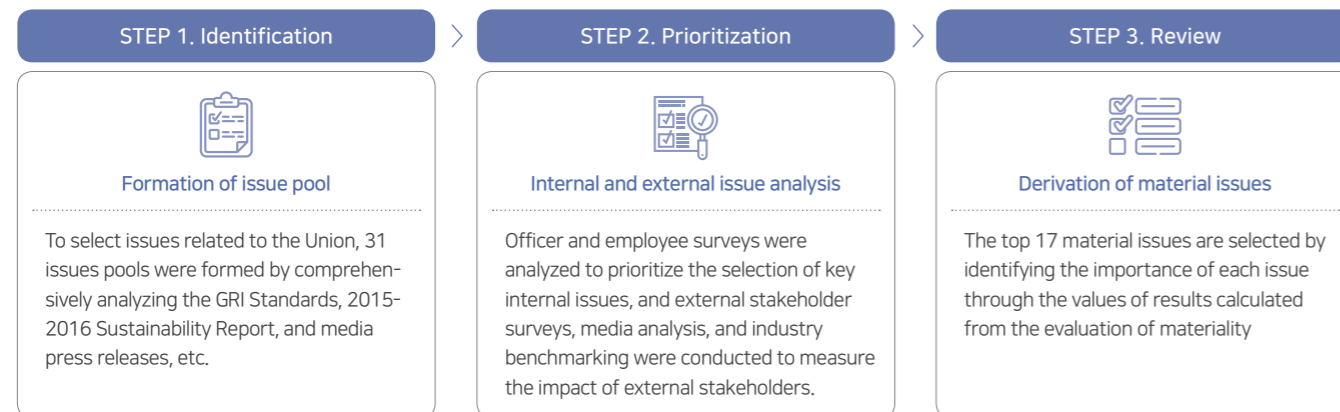 STEP 1. Identification
Formation of issue pool
To select issues related to the Union, 31
issues pools were formed by comprehen-
sively analyzing the GRI Standards, 2015-
2016 Sustainability Report, and media
press releases, etc.
STEP 2. Prioritization
Internal and external issue analysis
Officer and employee surveys were
analyzed to prioritize the selection of key
internal issues, and external stakeholder
surveys, media analysis, and industry
benchmarking were conducted to measure
the impact of external stakeholders.
STEP 3. Review
Derivation of material issues
The top 17 material issues are selected by
identifying the importance of each issue
through the values of results calculated
from the evaluation of materiality